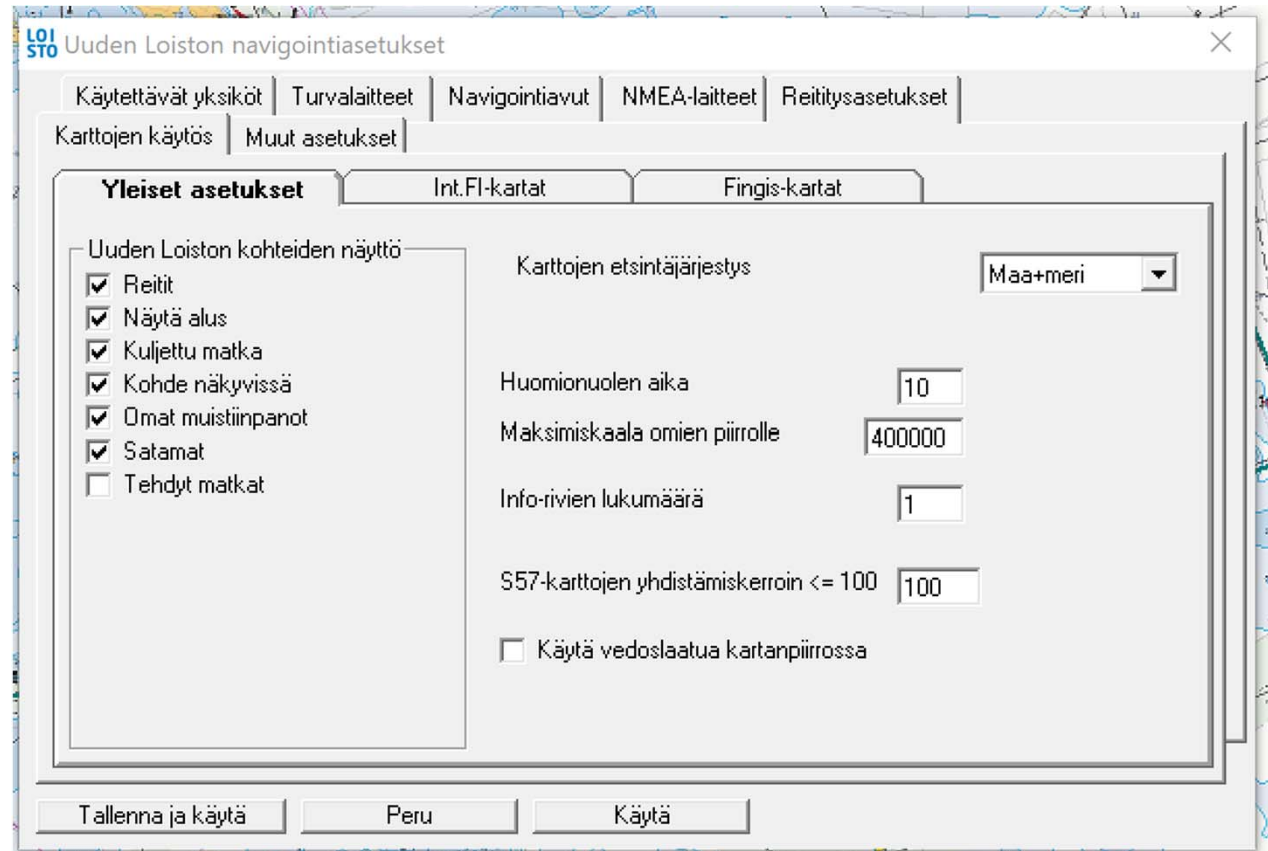 LOISTO Uuden Loiston navigointiasetukset
Käytettävät yksiköt Turvalaitteet Navigointiavut NMEA-laitteet Reititysasetukset
Karttojen käytös Muut asetukset
Yleiset asetukset Int.FI-kartat Fingis-kartat
Uuden Loiston kohteiden näyttö
Reitit
Näytä alus
Kuljettu matka
Kohde näkyvissä
Omat muistiinpanot
Satamat
Tehdyt matkat
Karttojen etsintäjärjestys Maa+meri
Huomionuolen aika 10
Maksimiskaala omien piirrolle 400000
Info-rivien lukumäärä 1
S57-karttojen yhdistämiskerroin <= 100 100
Käytä vedoslaatua kartanpiirrossa
Tallenna ja käytä Peru Käytä